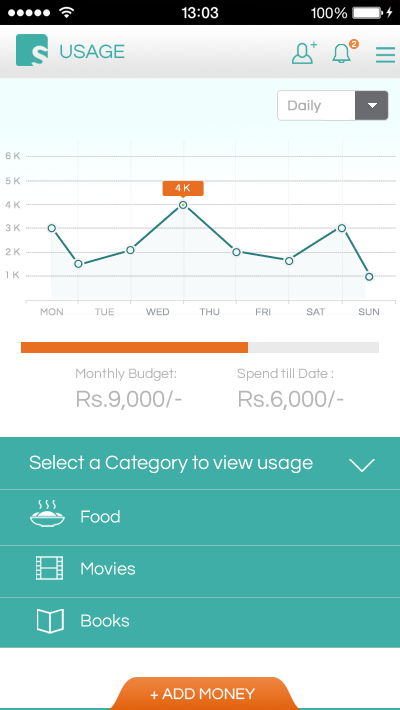 13:03
100%
S USAGE
+
2
Daily
6 K
5 K
4 K
4 K
3 K
2 K
1 K
MON TUE WED THU FRI SAT SUN
Monthly Budget: Spend till Date :
Rs.9,000/- Rs.6,000/-
Select a Category to view usage
Food
Movies
Books
+ ADD MONEY